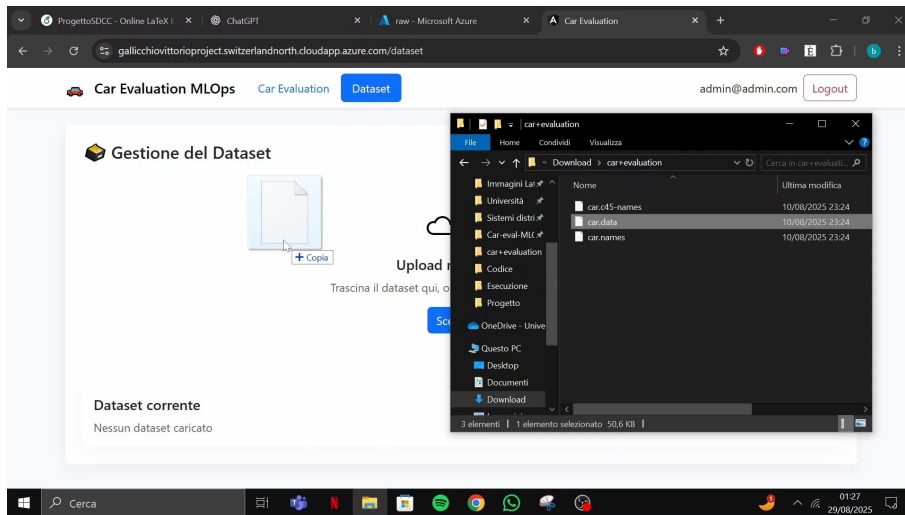 ProgettoSDCC - Online LaTeX E
ChatGPT
raw - Microsoft Azure
Car Evaluation
gallicchiovittorioproject.switzerlandnorth.cloudapp.azure.com/dataset
b
Car Evaluation MLOps
Car Evaluation
Dataset
admin@admin.com
Logout
Gestione del Dataset
+ Copia
Upload
Trascina il dataset qui, o
Sce
Dataset corrente
Nessun dataset caricato
car+evaluation
File
Home
Condividi
Visualizza
Download > car+evaluation
Cerca in car+evaluati...
Immagini Lat
Università
Sistemi distri
Car-eval-ML
car+evaluation
Codice
Esecuzione
Progetto
OneDrive - Unive
Questo PC
Desktop
Documenti
Download
Nome
Ultima modifica
car.c45-names
10/08/2025 23:24
car.data
10/08/2025 23:24
car.names
10/08/2025 23:24
3 elementi
1 elemento selezionato 50,6 KB
Cerca
01:27
29/08/2025